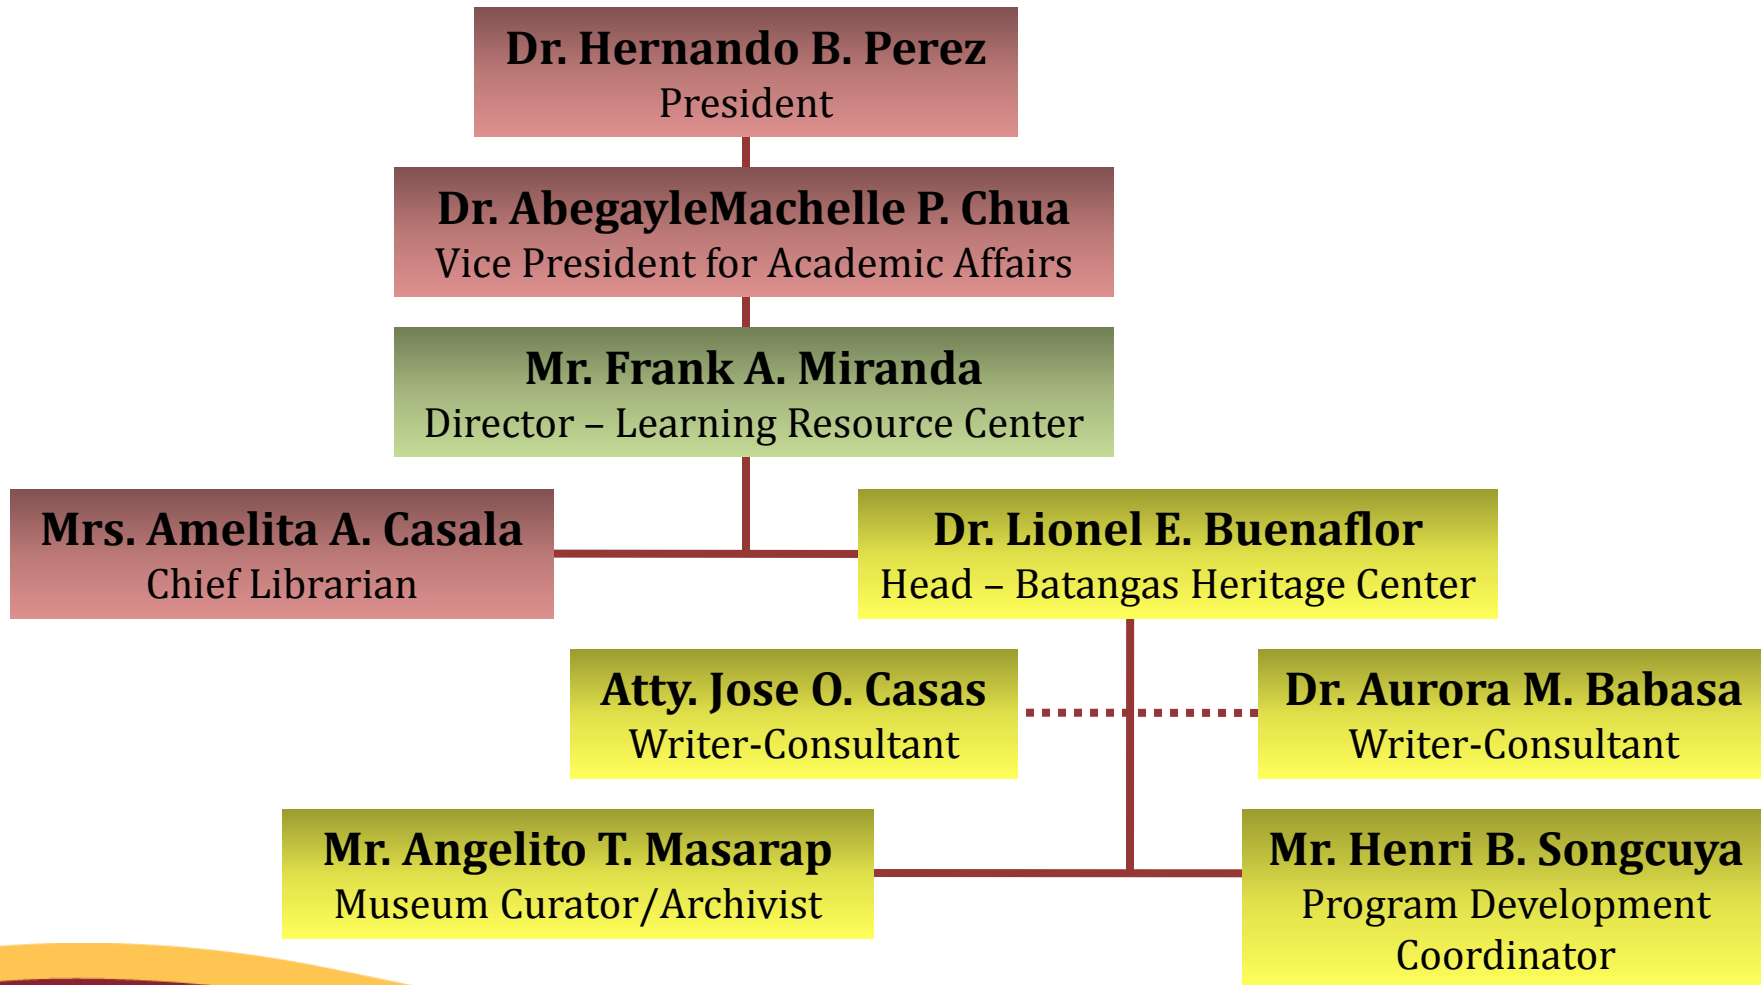 Dr. Hernando B. Perez
President
Dr. AbegayleMachelle P. Chua
Vice President for Academic Affairs
Mr. Frank A. Miranda
Director – Learning Resource Center
Mrs. Amelita A. Casala
Chief Librarian
Dr. Lionel E. Buenaflor
Head – Batangas Heritage Center
Atty. Jose O. Casas
Writer-Consultant
Dr. Aurora M. Babasa
Writer-Consultant
Mr. Angelito T. Masarap
Museum Curator/Archivist
Mr. Henri B. Songcuya
Program Development
Coordinator